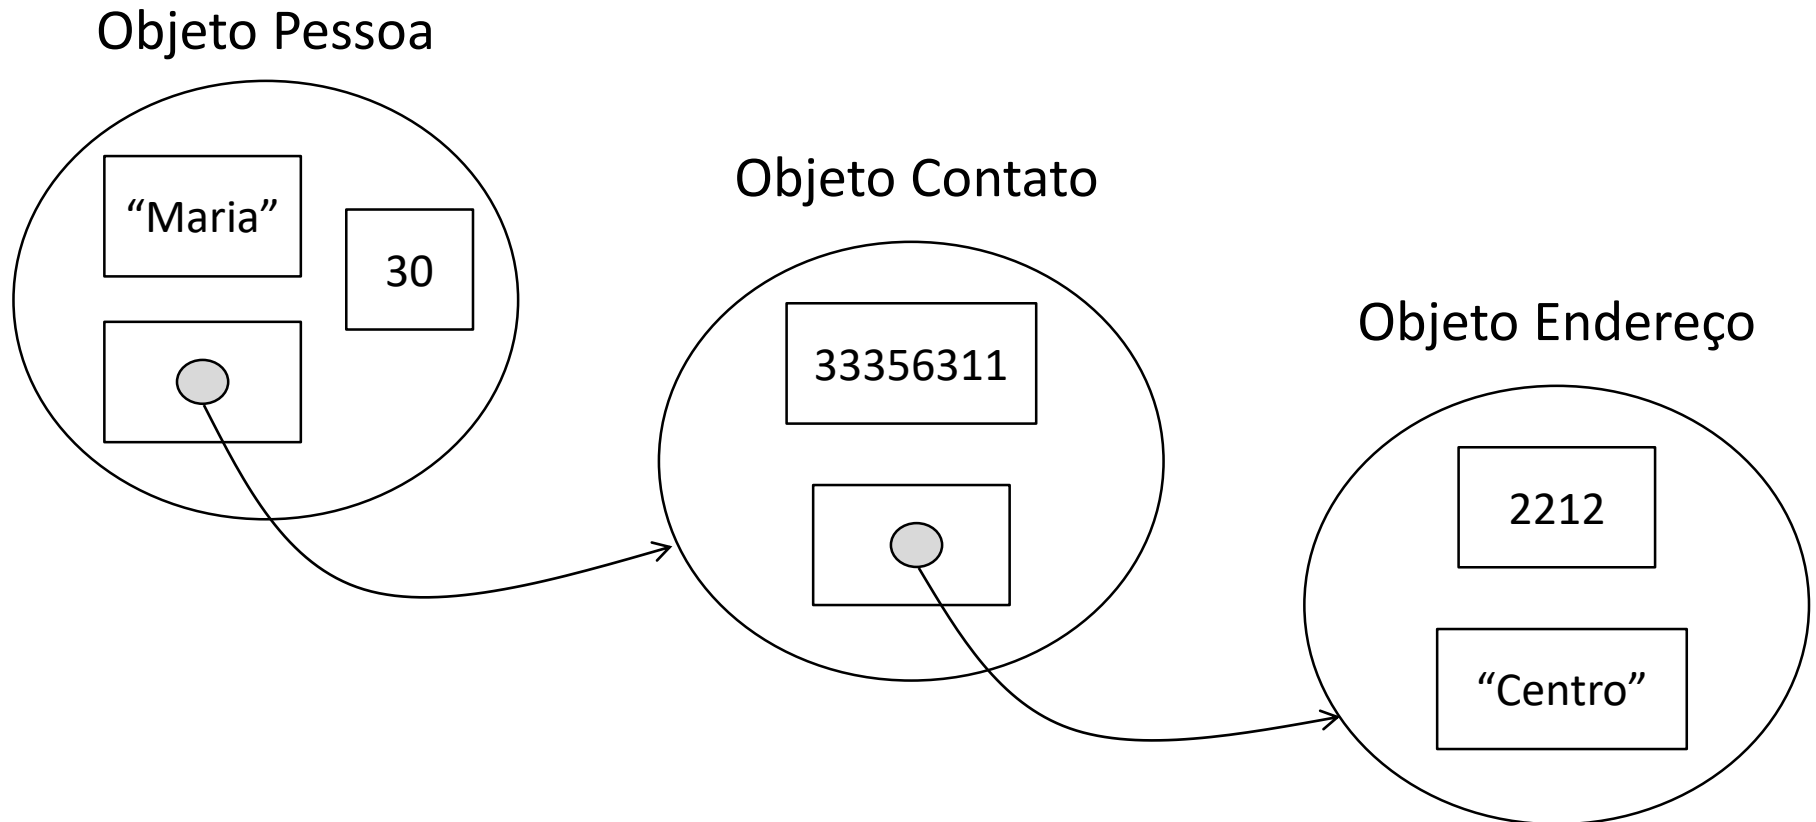 Objeto Pessoa
“Maria”
30
Objeto Contato
33356311
Objeto Endereço
2212
“Centro”